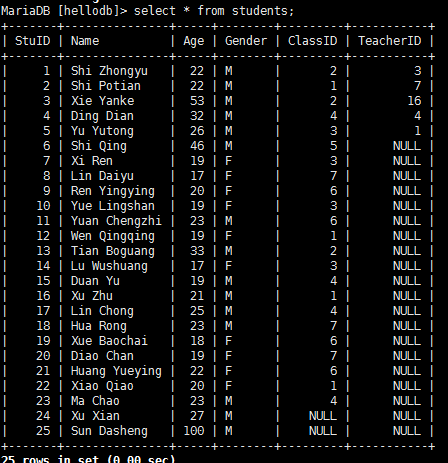 MariaDB [hellodb]> select * from students;
+-------+---------------+-----+--------+---------+-----------+
| StuID | Name          | Age | Gender | ClassID | TeacherID |
+-------+---------------+-----+--------+---------+-----------+
|     1 | Shi Zhongyu   |  22 | M      |       2 |         3 |
|     2 | Shi Potian    |  22 | M      |       1 |         7 |
|     3 | Xie Yanke     |  53 | M      |       2 |        16 |
|     4 | Ding Dian     |  32 | M      |       4 |         4 |
|     5 | Yu Yutong     |  26 | M      |       3 |         1 |
|     6 | Shi Qing      |  46 | M      |       5 |      NULL |
|     7 | Xi Ren        |  19 | F      |       3 |      NULL |
|     8 | Lin Daiyu     |  17 | F      |       7 |      NULL |
|     9 | Ren Yingying  |  20 | F      |       6 |      NULL |
|    10 | Yue Lingshan  |  19 | F      |       3 |      NULL |
|    11 | Yuan Chengzhi |  23 | M      |       6 |      NULL |
|    12 | Wen Qingqing  |  19 | F      |       1 |      NULL |
|    13 | Tian Boguang  |  33 | M      |       2 |      NULL |
|    14 | Lu Wushuang   |  17 | F      |       3 |      NULL |
|    15 | Duan Yu       |  19 | M      |       4 |      NULL |
|    16 | Xu Zhu        |  21 | M      |       1 |      NULL |
|    17 | Lin Chong     |  25 | M      |       4 |      NULL |
|    18 | Hua Rong      |  23 | M      |       7 |      NULL |
|    19 | Xue Baochai   |  18 | F      |       6 |      NULL |
|    20 | Diao Chan     |  19 | F      |       7 |      NULL |
|    21 | Huang Yueying |  22 | F      |       6 |      NULL |
|    22 | Xiao Qiao     |  20 | F      |       1 |      NULL |
|    23 | Ma Chao       |  23 | M      |       4 |      NULL |
|    24 | Xu Xian       |  27 | M      |    NULL |      NULL |
|    25 | Sun Dasheng   | 100 | M      |    NULL |      NULL |
+-------+---------------+-----+--------+---------+-----------+
25 rows in set (0.00 sec)